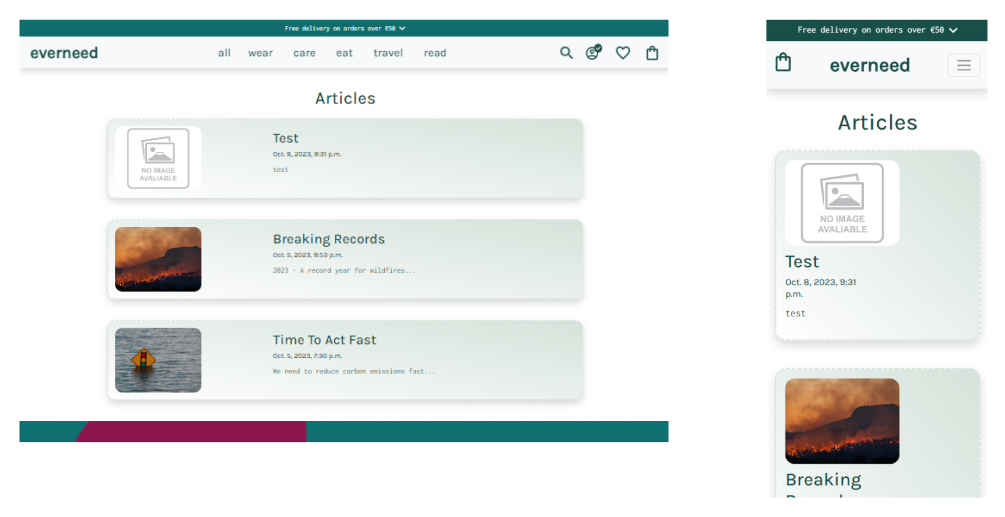 Free delivery on orders over €50
everneed
all wear care eat travel read
Articles
NO IMAGE
AVALIABLE
Test
Oct. 8, 2023, 9:31 p.m.
test
Breaking Records
Oct. 5, 2023, 9:53 p.m.
2023 - A record year for wildfires...
Time To Act Fast
Oct. 5, 2023, 7:30 p.m.
We need to reduce carbon emissions fast...
Free delivery on orders over €50
everneed
Articles
NO IMAGE
AVALIABLE
Test
Oct. 8, 2023, 9:31
p.m.
test
Breaking